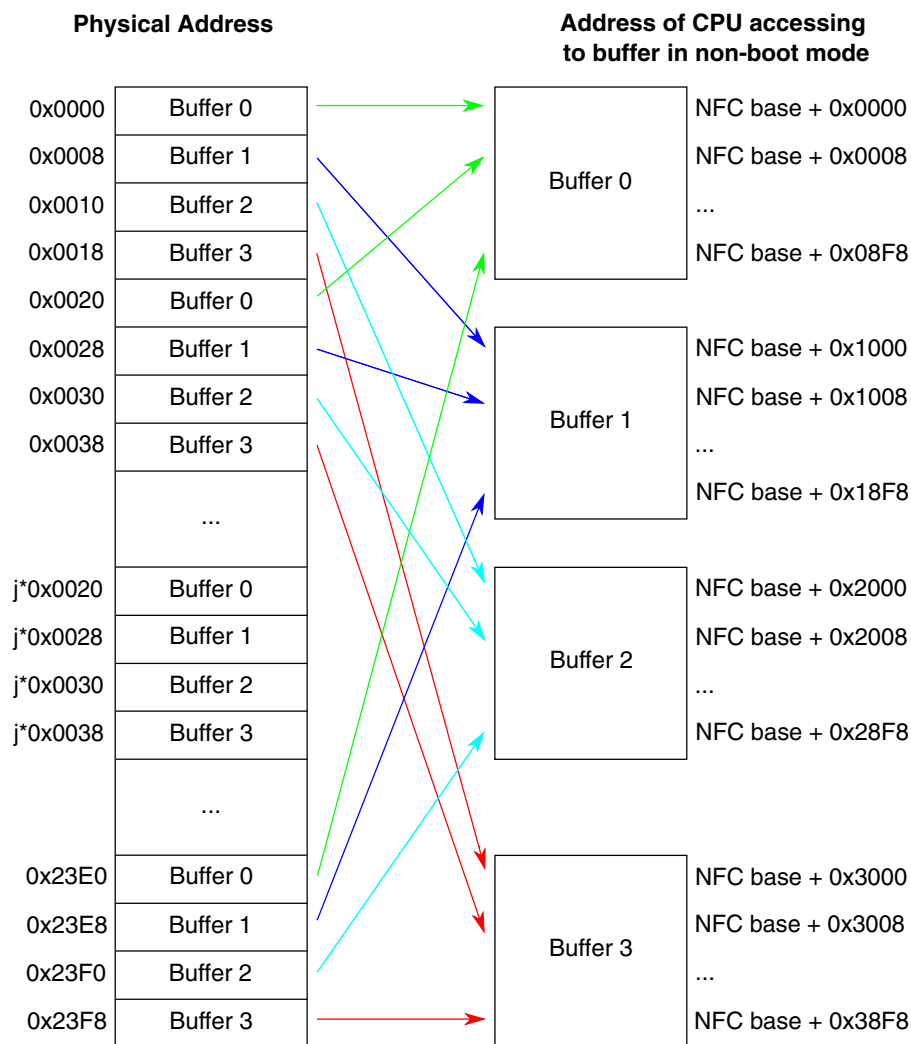 Physical Address
Address of CPU accessing
to buffer in non-boot mode
0x0000 Buffer 0
0x0008 Buffer 1
0x0010 Buffer 2
0x0018 Buffer 3
0x0020 Buffer 0
0x0028 Buffer 1
0x0030 Buffer 2
0x0038 Buffer 3
...
j*0x0020 Buffer 0
j*0x0028 Buffer 1
j*0x0030 Buffer 2
j*0x0038 Buffer 3
...
0x23E0 Buffer 0
0x23E8 Buffer 1
0x23F0 Buffer 2
0x23F8 Buffer 3
Buffer 0
NFC base + 0x0000
NFC base + 0x0008
...
NFC base + 0x08F8
Buffer 1
NFC base + 0x1000
NFC base + 0x1008
...
NFC base + 0x18F8
Buffer 2
NFC base + 0x2000
NFC base + 0x2008
...
NFC base + 0x28F8
Buffer 3
NFC base + 0x3000
NFC base + 0x3008
...
NFC base + 0x38F8